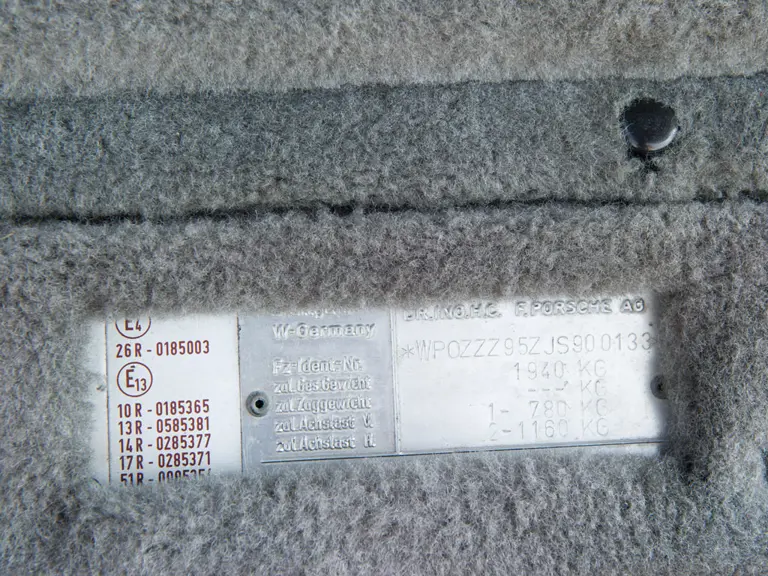 E4
26R-0185003
E13
10R-0185365
13R-0585381
14R-0285377
17R-0285371
51R-
W-Germany
Fz-Ident-Nr.
zul. Ges. Gewicht
zul. Zuggewicht
zul. Achslast V.
zul. Achslast H.
DR.ING.H.C. F.PORSCHE AG
*WP0ZZZ95ZJS900133
1940 KG
--- KG
1- 780 KG
2-1160 KG